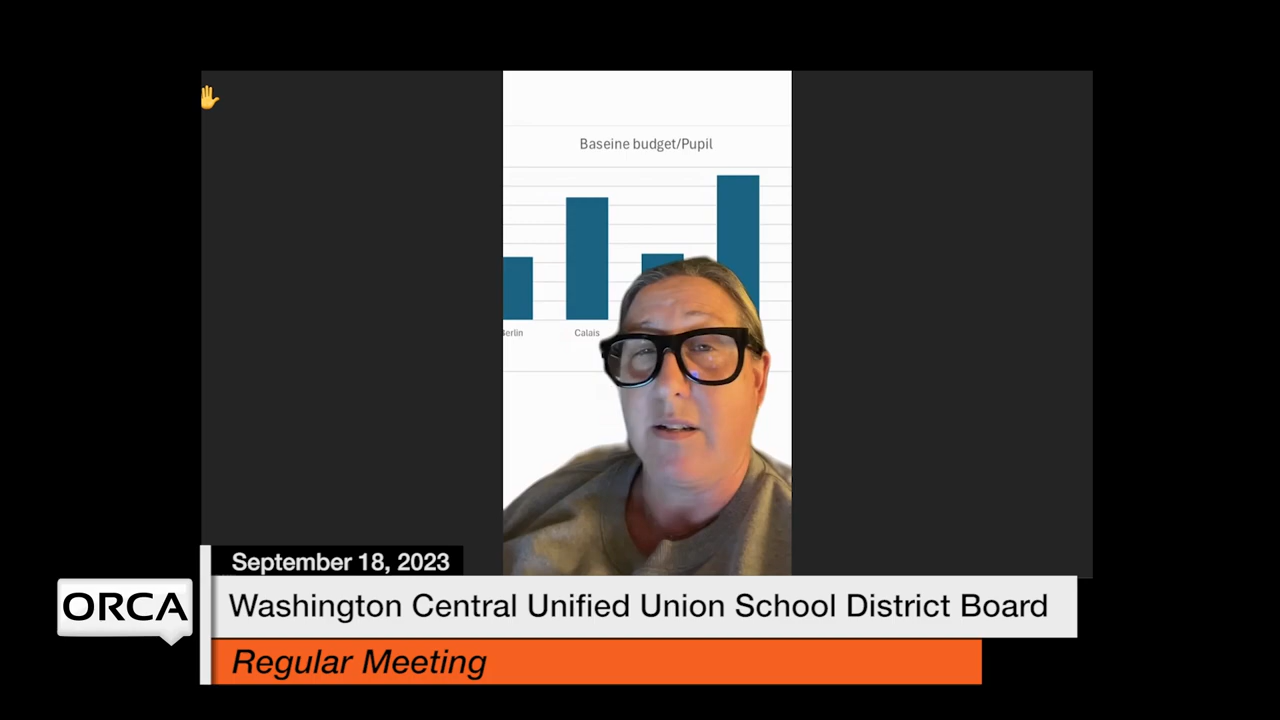 Baseine budget/Pupil
Berlin
Calais
September 18, 2023
ORCA
Washington Central Unified Union School District Board
Regular Meeting